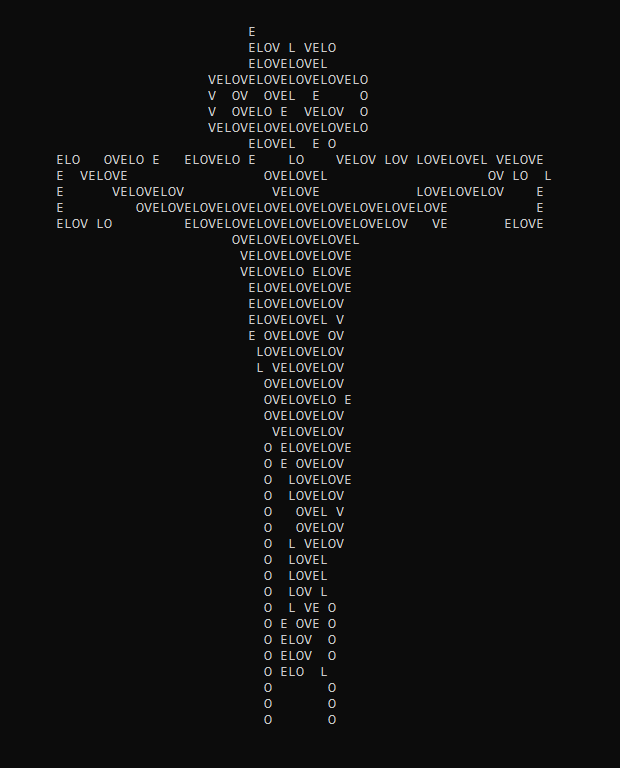 E
ELOV L VELO
ELOVELOVEL
VELOVELOVELOVELOVELO
V  OV  OVEL  E     O
V  OVELO E  VELOV  O
VELOVELOVELOVELOVELO
ELOVEL  E O
ELO   OVELO E   ELOVELO E    LO    VELOV LOV LOVELOVEL VELOVE
E  VELOVE                 OVELOVEL                    OV LO  L
E      VELOVELOV           VELOVE            LOVELOVELOV    E
E         OVELOVELOVELOVELOVELOVELOVELOVELOVELOVE           E
ELOV LO         ELOVELOVELOVELOVELOVELOVELOV   VE       ELOVE
OVELOVELOVELOVEL
VELOVELOVELOVE
VELOVELO ELOVE
ELOVELOVELOVE
ELOVELOVELOV
ELOVELOVEL V
E OVELOVE OV
LOVELOVELOV
L VELOVELOV
OVELOVELOV
OVELOVELO E
OVELOVELOV
VELOVELOV
O ELOVELOVE
O E OVELOV
O  LOVELOVE
O  LOVELOV
O   OVEL V
O   OVELOV
O  L VELOV
O  LOVEL
O  LOVEL
O  LOV L
O  L VE O
O E OVE O
O ELOV  O
O ELOV  O
O ELO  L
O       O
O       O
O       O